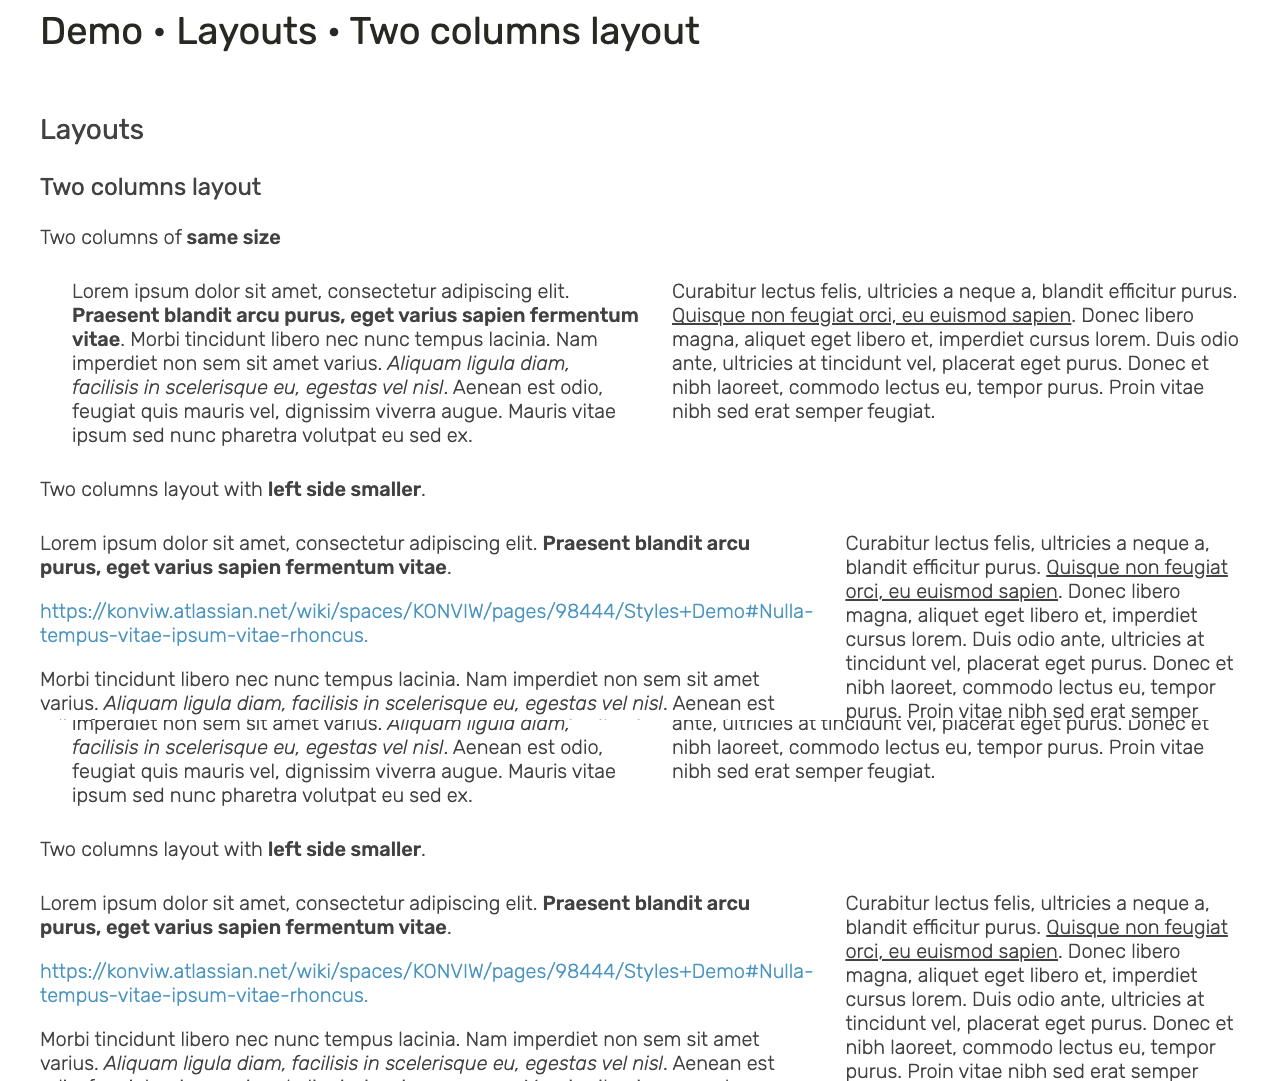 Demo • Layouts • Two columns layout
Layouts
Two columns layout
Two columns of same size
Lorem ipsum dolor sit amet, consectetur adipiscing elit.
Praesent blandit arcu purus, eget varius sapien fermentum
vitae. Morbi tincidunt libero nec nunc tempus lacinia. Nam
imperdiet non sem sit amet varius. Aliquam ligula diam,
facilisis in scelerisque eu, egestas vel nisl. Aenean est odio,
feugiat quis mauris vel, dignissim viverra augue. Mauris vitae
ipsum sed nunc pharetra volutpat eu sed ex.
Curabitur lectus felis, ultricies a neque a, blandit efficitur purus.
Quisque non feugiat orci, eu euismod sapien. Donec libero
magna, aliquet eget libero et, imperdiet cursus lorem. Duis odio
ante, ultricies at tincidunt vel, placerat eget purus. Donec et
nibh laoreet, commodo lectus eu, tempor purus. Proin vitae
nibh sed erat semper feugiat.
Two columns layout with left side smaller.
Lorem ipsum dolor sit amet, consectetur adipiscing elit. Praesent blandit arcu
purus, eget varius sapien fermentum vitae.
https://konviw.atlassian.net/wiki/spaces/KONVIW/pages/98444/Styles+Demo#Nulla-
tempus-vitae-ipsum-vitae-rhoncus.
Morbi tincidunt libero nec nunc tempus lacinia. Nam imperdiet non sem sit amet
varius. Aliquam ligula diam, facilisis in scelerisque eu, egestas vel nisl. Aenean est
Curabitur lectus felis, ultricies a neque a,
blandit efficitur purus. Quisque non feugiat
orci, eu euismod sapien. Donec libero
magna, aliquet eget libero et, imperdiet
cursus lorem. Duis odio ante, ultricies at
tincidunt vel, placerat eget purus. Donec et
nibh laoreet, commodo lectus eu, tempor
purus. Proin vitae nibh sed erat semper
imperdiet non sem sit amet varius. Aliquam ligula diam,
facilisis in scelerisque eu, egestas vel nisl. Aenean est odio,
feugiat quis mauris vel, dignissim viverra augue. Mauris vitae
ipsum sed nunc pharetra volutpat eu sed ex.
ante, ultricies at tincidunt vel, placerat eget purus. Donec et
nibh laoreet, commodo lectus eu, tempor purus. Proin vitae
nibh sed erat semper feugiat.
Two columns layout with left side smaller.
Lorem ipsum dolor sit amet, consectetur adipiscing elit. Praesent blandit arcu
purus, eget varius sapien fermentum vitae.
https://konviw.atlassian.net/wiki/spaces/KONVIW/pages/98444/Styles+Demo#Nulla-
tempus-vitae-ipsum-vitae-rhoncus.
Morbi tincidunt libero nec nunc tempus lacinia. Nam imperdiet non sem sit amet
varius. Aliquam ligula diam, facilisis in scelerisque eu, egestas vel nisl. Aenean est
Curabitur lectus felis, ultricies a neque a,
blandit efficitur purus. Quisque non feugiat
orci, eu euismod sapien. Donec libero
magna, aliquet eget libero et, imperdiet
cursus lorem. Duis odio ante, ultricies at
tincidunt vel, placerat eget purus. Donec et
nibh laoreet, commodo lectus eu, tempor
purus. Proin vitae nibh sed erat semper